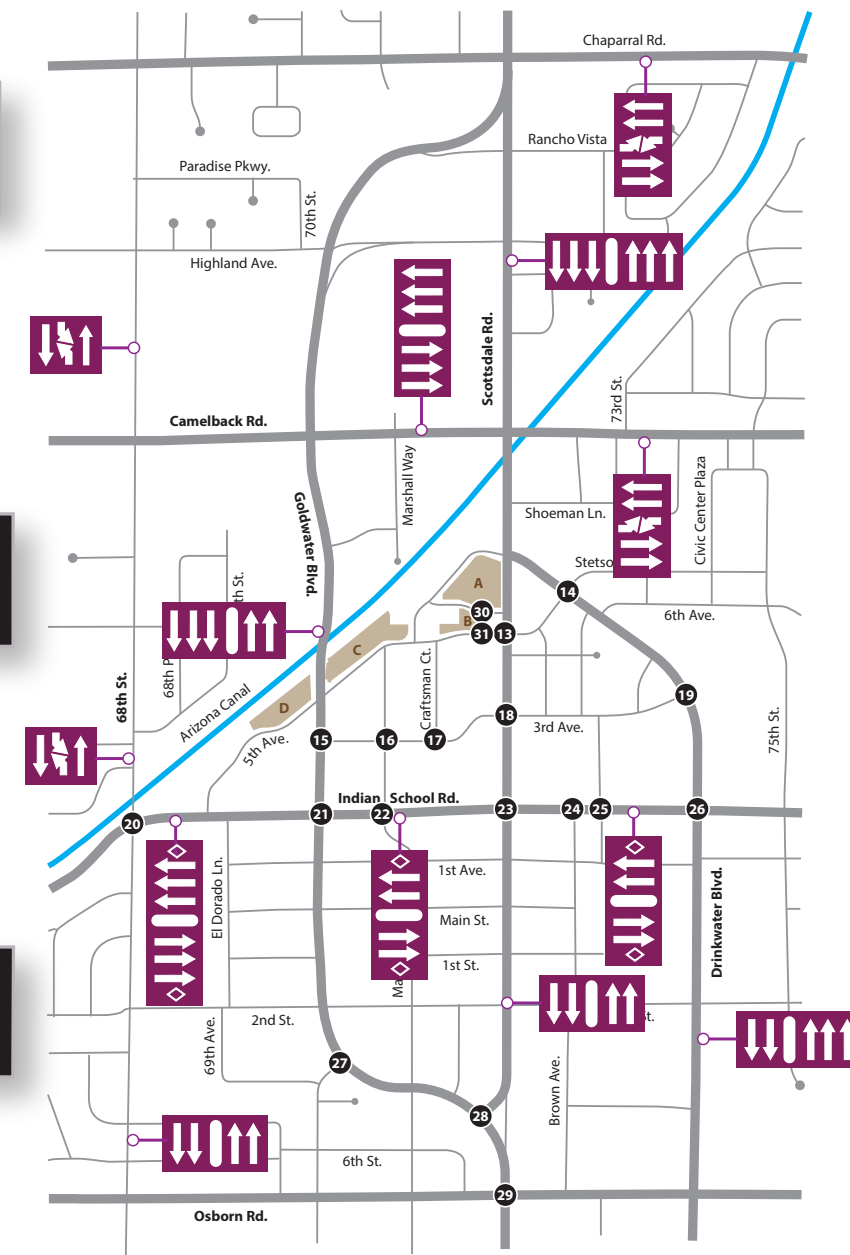 Chaparral Rd.
Rancho Vista
Paradise Pkwy.
70th St.
Highland Ave.
Scottsdale Rd.
73rd St.
Camelback Rd.
Marshall Way
Goldwater Blvd.
Shoeman Ln.
Civic Center Plaza
Stetso
A
14
th St.
30
B
6th Ave.
31
13
C
68th P
68th St.
Arizona Canal
Craftsman Ct.
D
19
18
3rd Ave.
75th St.
5th Ave.
15
16
17
Indian School Rd.
20
21
22
23
24
25
26
El Dorado Ln.
1st Ave.
Main St.
Drinkwater Blvd.
1st St.
Ma
2nd St.
t.
69th Ave.
27
Brown Ave.
28
6th St.
29
Osborn Rd.